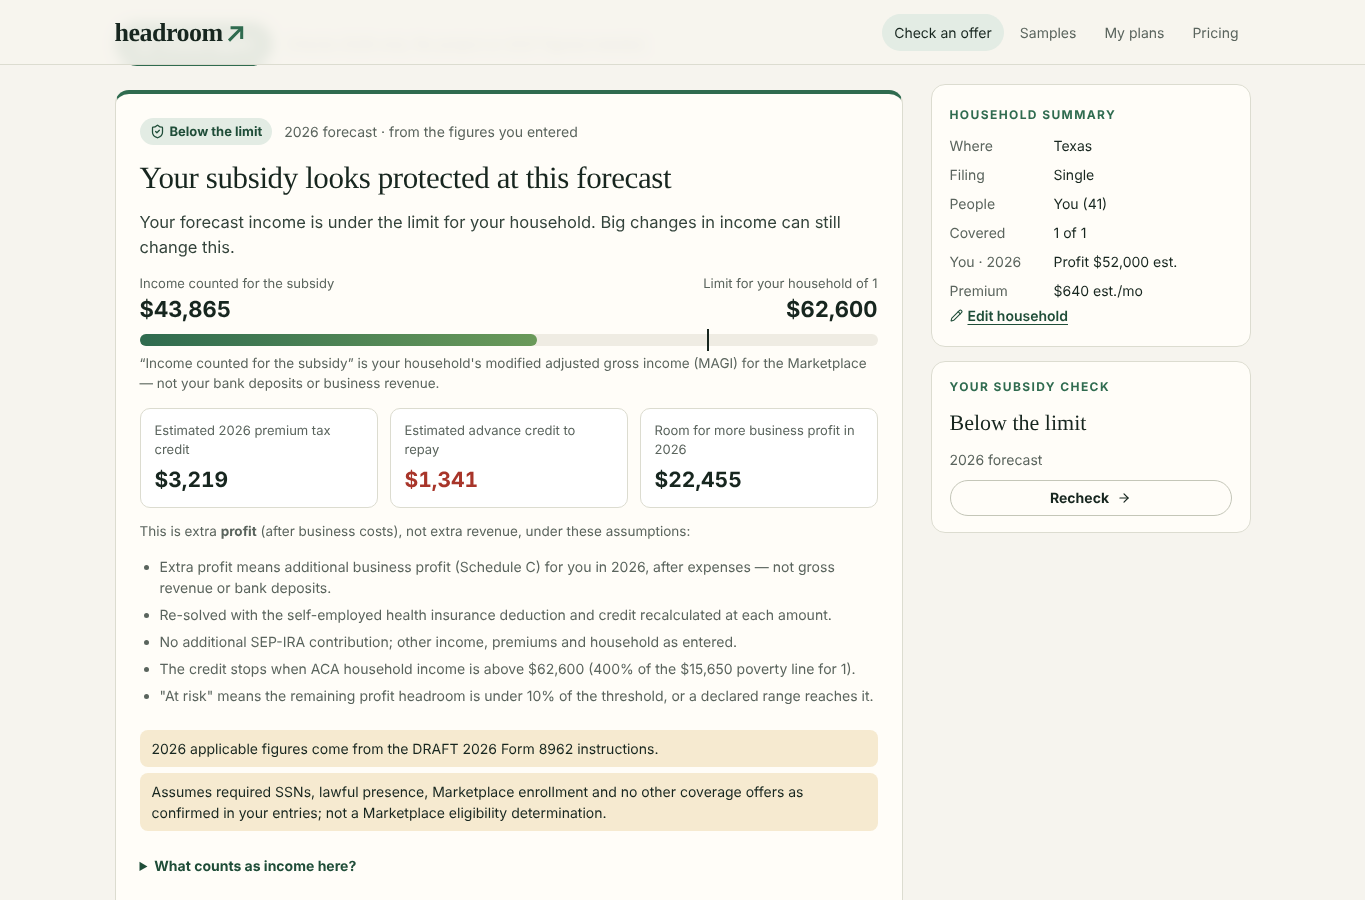 headroom
Check an offer
Samples
My plans
Pricing
Below the limit
2026 forecast · from the figures you entered
Your subsidy looks protected at this forecast
Your forecast income is under the limit for your household. Big changes in income can still
change this.
Income counted for the subsidy
$43,865
Limit for your household of 1
$62,600
“Income counted for the subsidy” is your household's modified adjusted gross income (MAGI) for the Marketplace
— not your bank deposits or business revenue.
Estimated 2026 premium tax
credit
$3,219
Estimated advance credit to
repay
$1,341
Room for more business profit in
2026
$22,455
This is extra profit (after business costs), not extra revenue, under these assumptions:
• Extra profit means additional business profit (Schedule C) for you in 2026, after expenses — not gross
revenue or bank deposits.
• Re-solved with the self-employed health insurance deduction and credit recalculated at each amount.
• No additional SEP-IRA contribution; other income, premiums and household as entered.
• The credit stops when ACA household income is above $62,600 (400% of the $15,650 poverty line for 1).
• "At risk" means the remaining profit headroom is under 10% of the threshold, or a declared range reaches it.
2026 applicable figures come from the DRAFT 2026 Form 8962 instructions.
Assumes required SSNs, lawful presence, Marketplace enrollment and no other coverage offers as
confirmed in your entries; not a Marketplace eligibility determination.
What counts as income here?
HOUSEHOLD SUMMARY
Where Texas
Filing Single
People You (41)
Covered 1 of 1
You · 2026 Profit $52,000 est.
Premium $640 est./mo
Edit household
YOUR SUBSIDY CHECK
Below the limit
2026 forecast
Recheck →